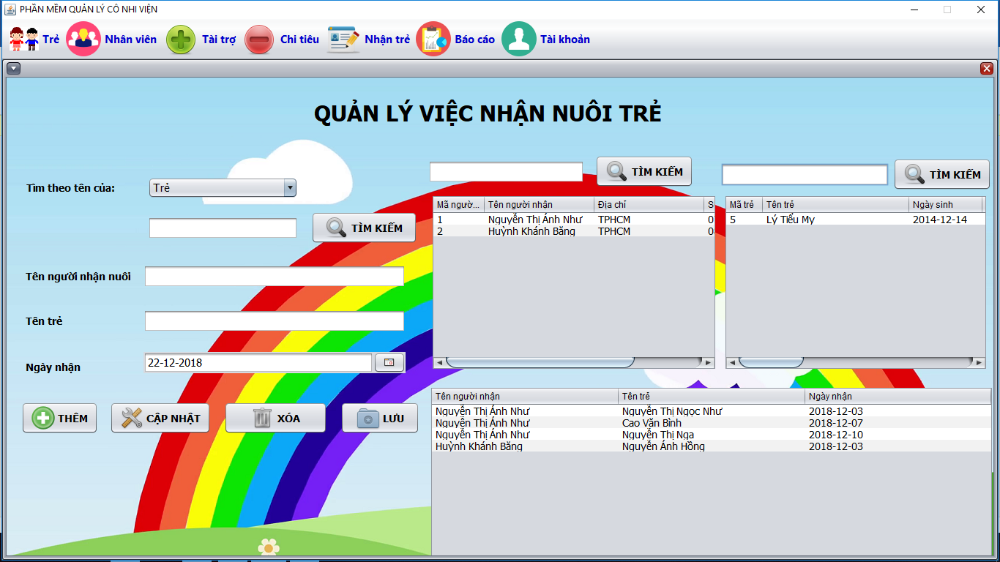 PHẦN MỀM QUẢN LÝ CÔ NHI VIỆN
Trẻ Nhân viên Tài trợ Chi tiêu Nhận trẻ Báo cáo Tài khoản
QUẢN LÝ VIỆC NHẬN NUÔI TRẺ
Tìm theo tên của: Trẻ
TÌM KIẾM
Tên người nhận nuôi
Tên trẻ
Ngày nhận 22-12-2018
THÊM CẬP NHẬT XÓA LƯU
TÌM KIẾM
Mã ngườ... Tên người nhận Địa chỉ S
1 Nguyễn Thị Ánh Như TPHCM 0
2 Huỳnh Khánh Băng TPHCM 0
TÌM KIẾM
Mã trẻ Tên trẻ Ngày sinh
5 Lý Tiểu My 2014-12-14
Tên người nhận Tên trẻ Ngày nhận
Nguyễn Thị Ánh Như Nguyễn Thị Ngọc Như 2018-12-03
Nguyễn Thị Ánh Như Cao Văn Bình 2018-12-07
Nguyễn Thị Ánh Như Nguyễn Thị Nga 2018-12-10
Huỳnh Khánh Băng Nguyễn Ánh Hồng 2018-12-03